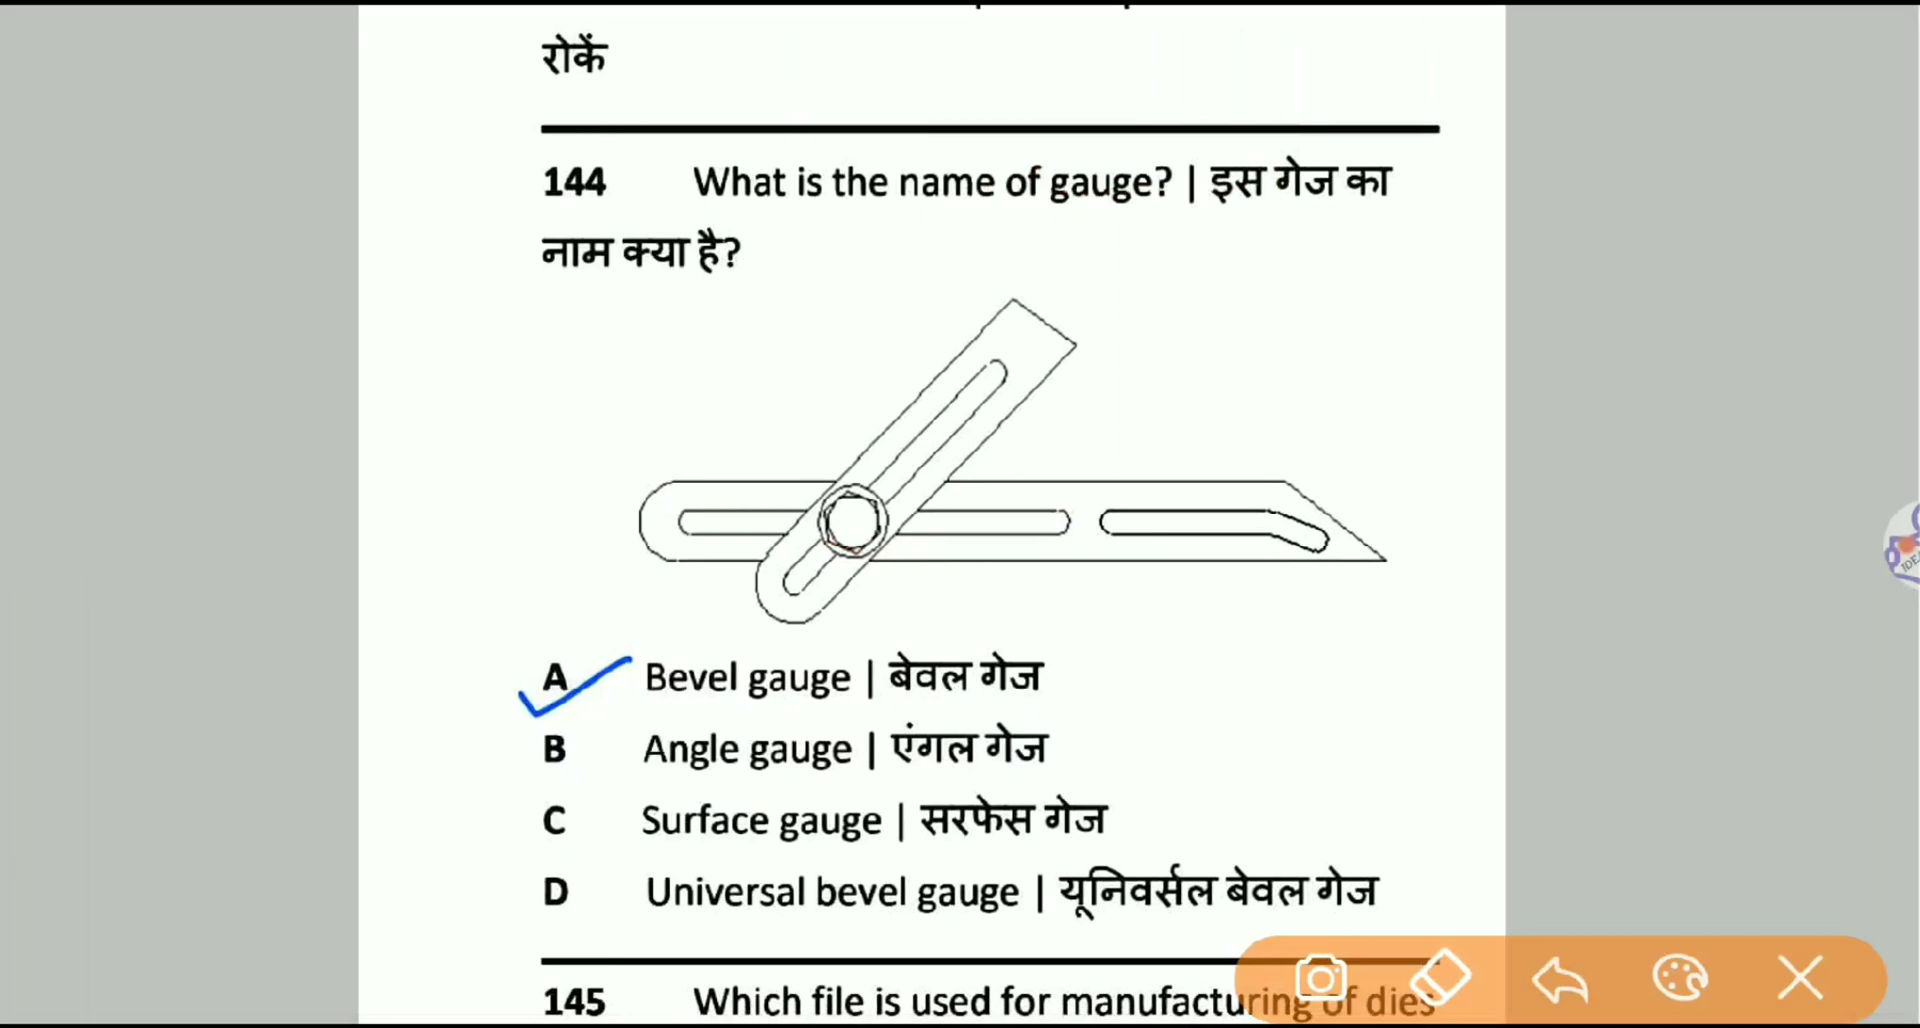 रोकें
144 What is the name of gauge? | इस गेज का
नाम क्या है?
A Bevel gauge | बेवल गेज
B Angle gauge | एंगल गेज
C Surface gauge | सरफेस गेज
D Universal bevel gauge | यूनिवर्सल बेवल गेज
145 Which file is used for manufacturing of dies